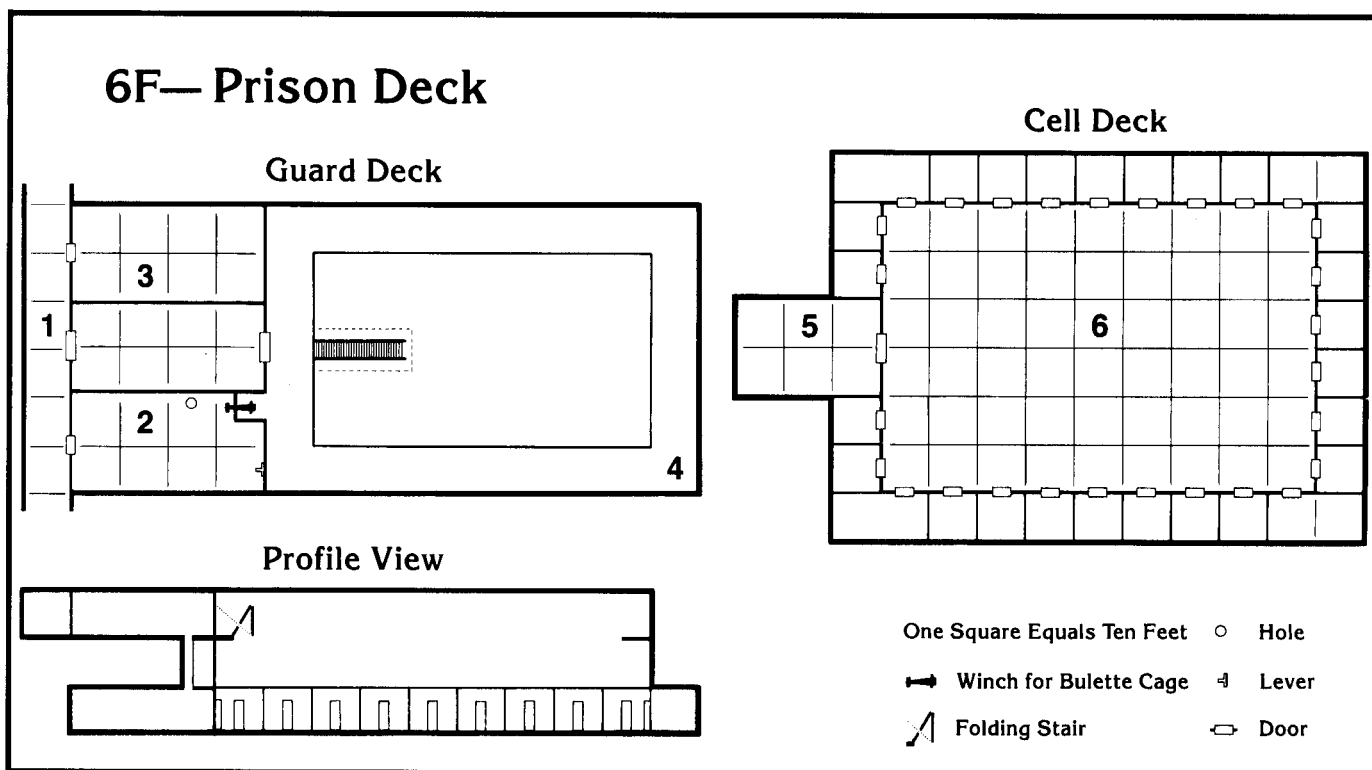 6F— Prison Deck
Guard Deck
Cell Deck
3
1
2
4
5
6
Profile View
One Square Equals Ten Feet
Hole
Winch for Bulette Cage
Lever
Folding Stair
Door